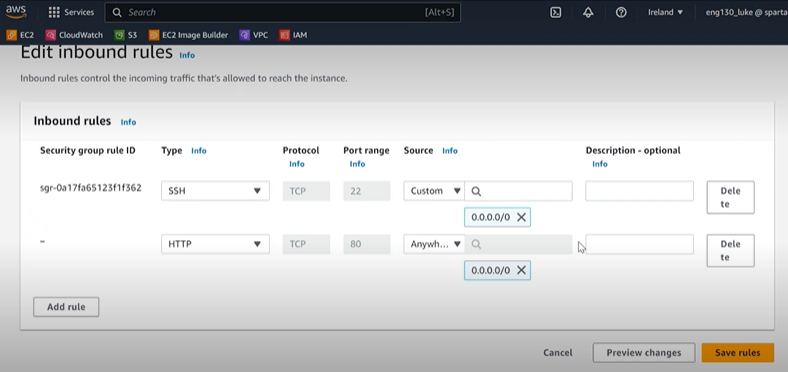 aws Services Search [Alt+S] Ireland eng130_luke @ sparta
EC2 CloudWatch S3 EC2 Image Builder VPC IAM
Edit inbound rules Info
Inbound rules control the incoming traffic that's allowed to reach the instance.
Inbound rules Info
Security group rule ID Type Info Protocol Info Port range Info Source Info Description - optional Info
sgr-0a17fa65123f1f362 SSH TCP 22 Custom Delete
0.0.0.0/0
– HTTP TCP 80 Anywh... Delete
0.0.0.0/0
Add rule
Cancel Preview changes Save rules